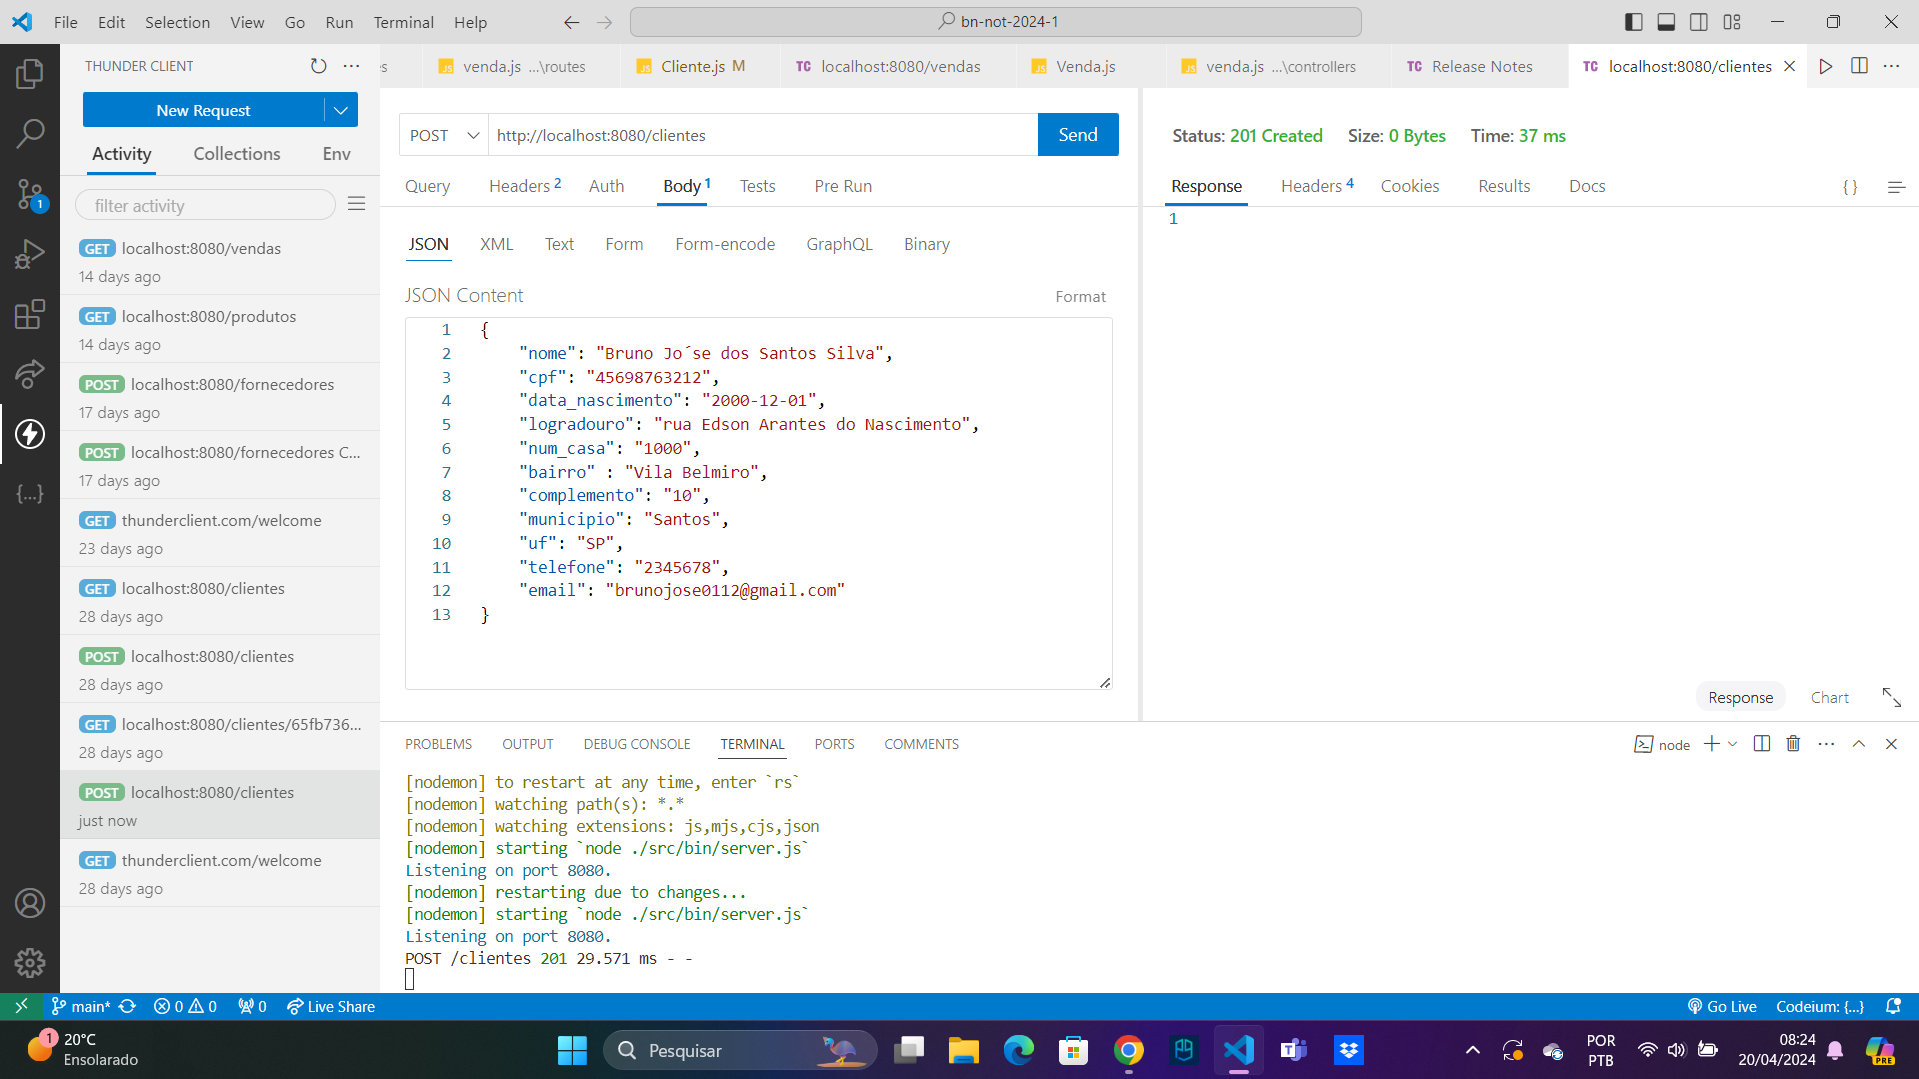 File Edit Selection View Go Run Terminal Help
bn-not-2024-1
THUNDER CLIENT
New Request
Activity Collections Env
filter activity
GET localhost:8080/vendas
14 days ago
GET localhost:8080/produtos
14 days ago
POST localhost:8080/fornecedores
17 days ago
POST localhost:8080/fornecedores C...
17 days ago
GET thunderclient.com/welcome
23 days ago
GET localhost:8080/clientes
28 days ago
POST localhost:8080/clientes
28 days ago
GET localhost:8080/clientes/65fb736...
28 days ago
POST localhost:8080/clientes
just now
GET thunderclient.com/welcome
28 days ago
es JS venda.js ...\routes JS Cliente.js M TC localhost:8080/vendas JS Venda.js JS venda.js ...\controllers TC Release Notes TC localhost:8080/clientes
POST http://localhost:8080/clientes Send
Query Headers 2 Auth Body 1 Tests Pre Run
JSON XML Text Form Form-encode GraphQL Binary
JSON Content Format
1 {
2 "nome": "Bruno Jo´se dos Santos Silva",
3 "cpf": "45698763212",
4 "data_nascimento": "2000-12-01",
5 "logradouro": "rua Edson Arantes do Nascimento",
6 "num_casa": "1000",
7 "bairro" : "Vila Belmiro",
8 "complemento": "10",
9 "municipio": "Santos",
10 "uf": "SP",
11 "telefone": "2345678",
12 "email": "brunojose0112@gmail.com"
13 }
Status: 201 Created Size: 0 Bytes Time: 37 ms
Response Headers 4 Cookies Results Docs { }
1
Response Chart
PROBLEMS OUTPUT DEBUG CONSOLE TERMINAL PORTS COMMENTS node
[nodemon] to restart at any time, enter `rs`
[nodemon] watching path(s): *.*
[nodemon] watching extensions: js,mjs,cjs,json
[nodemon] starting `node ./src/bin/server.js`
Listening on port 8080.
[nodemon] restarting due to changes...
[nodemon] starting `node ./src/bin/server.js`
Listening on port 8080.
POST /clientes 201 29.571 ms - -
1
{...}
main* 0 0 0 Live Share Go Live Codeium: {...}
1 20°C
Ensolarado
Pesquisar
POR
PTB
08:24
20/04/2024
PRE